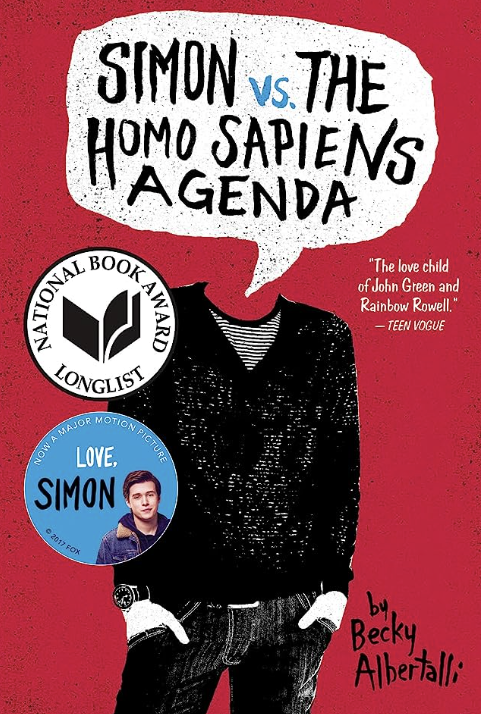 SIMON VS. THE
HOMO SAPIENS
AGENDA
"The love child
of John Green and
Rainbow Rowell."
— TEEN VOGUE
NATIONAL BOOK AWARD
LONGLIST
NOW A MAJOR MOTION PICTURE
LOVE,
SIMON
© 2017 FOX
by
Becky
Albertalli